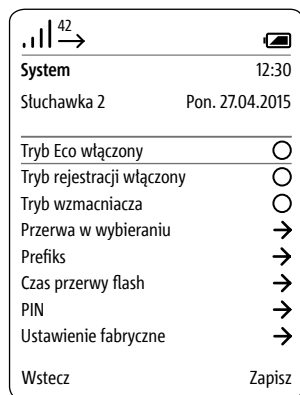 42
System 12:30
Słuchawka 2 Pon. 27.04.2015
Tryb Eco włączony
Tryb rejestracji włączony
Tryb wzmacniacza
Przerwa w wybieraniu
Prefiks
Czas przerwy flash
PIN
Ustawienie fabryczne
Wstecz Zapisz